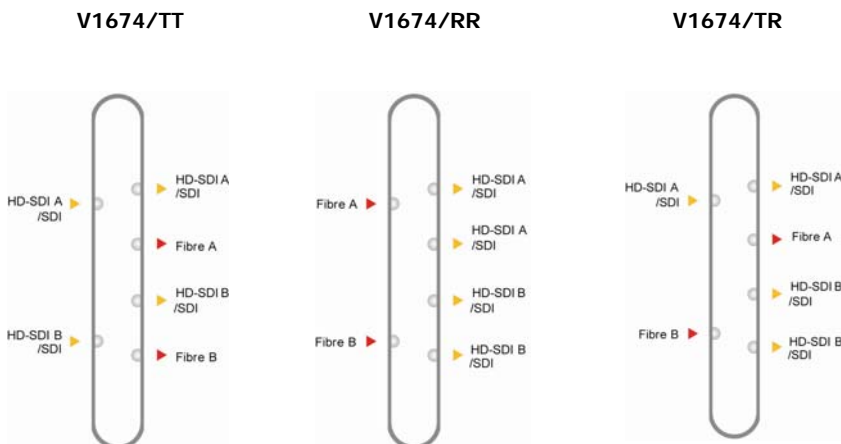 V1674/TT
V1674/RR
V1674/TR
HD-SDI A
/SDI
HD-SDI B
/SDI
HD-SDI A
/SDI
Fibre A
HD-SDI B
/SDI
Fibre B
Fibre A
Fibre B
HD-SDI A
/SDI
HD-SDI A
/SDI
HD-SDI B
/SDI
HD-SDI B
/SDI
HD-SDI A
/SDI
Fibre B
HD-SDI A
/SDI
Fibre A
HD-SDI B
/SDI
HD-SDI B
/SDI